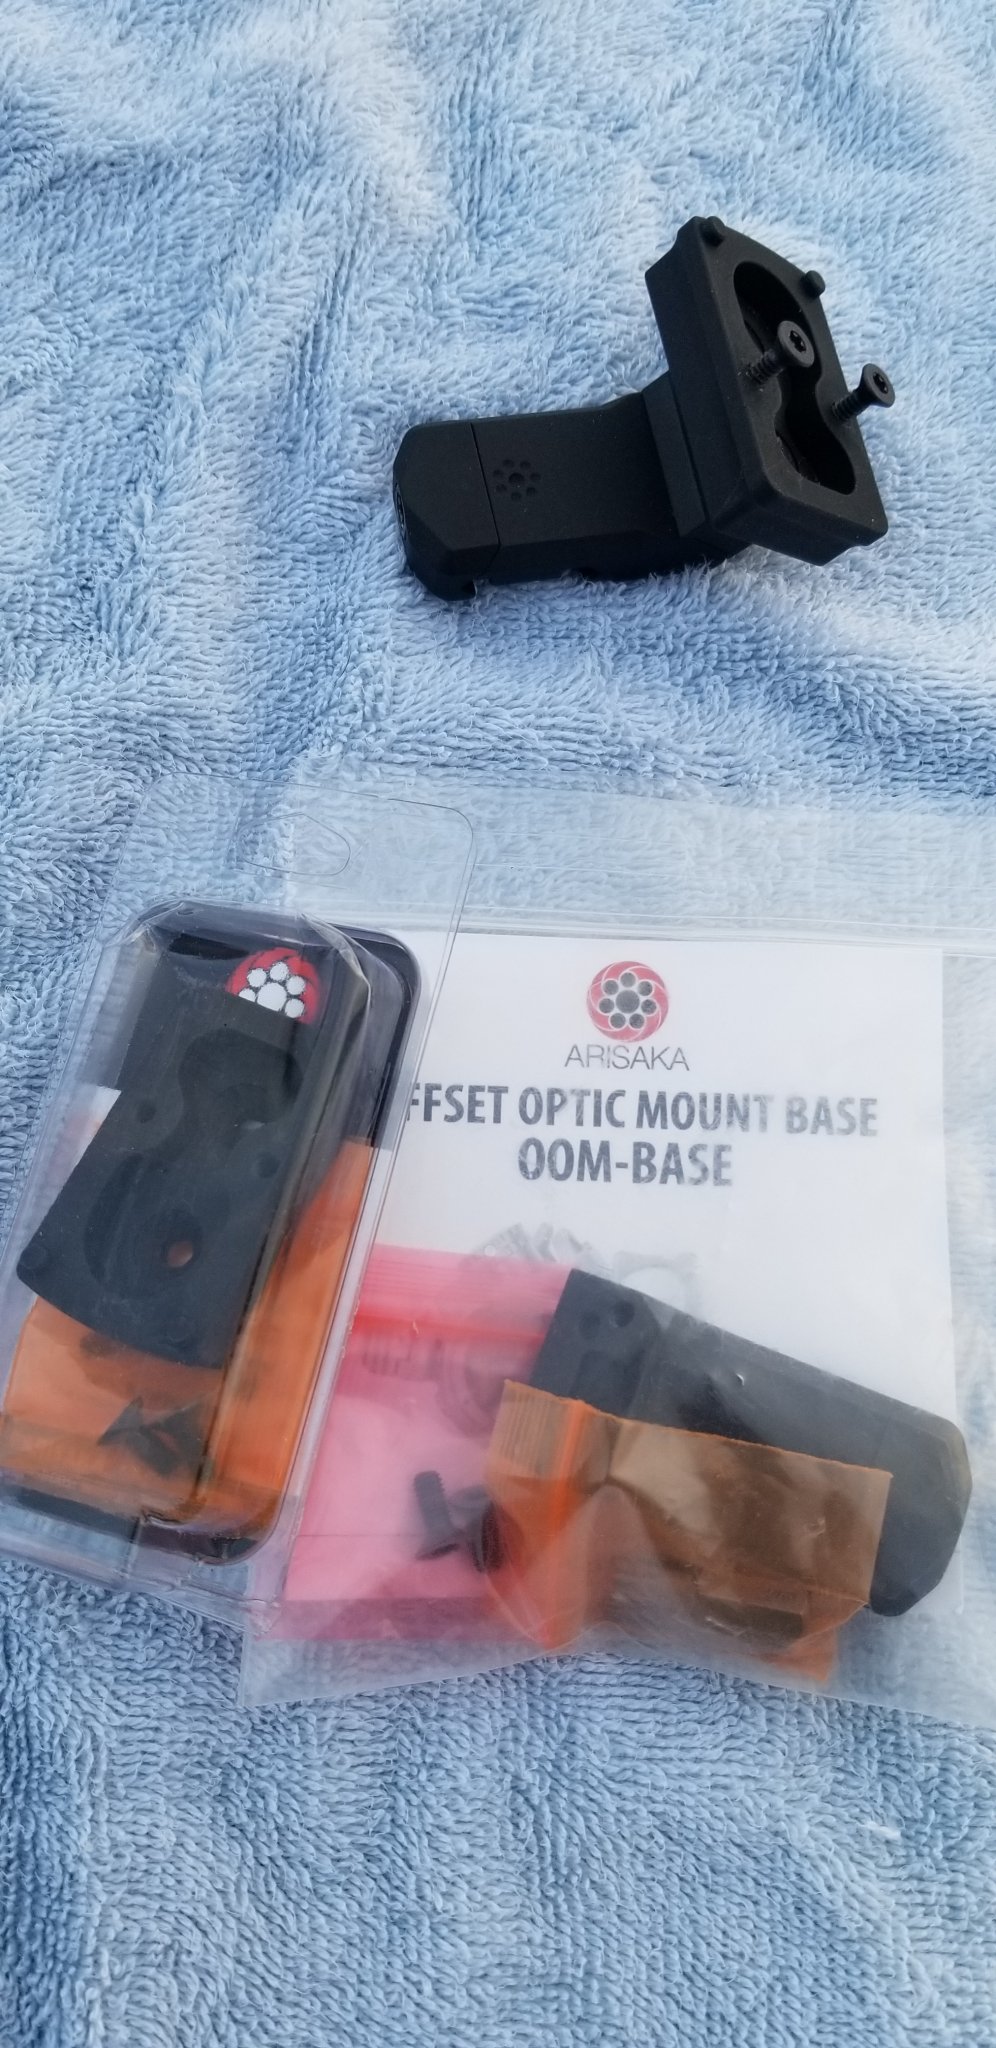 ARISAKA
FFSET OPTIC MOUNT BASE
OOM-BASE